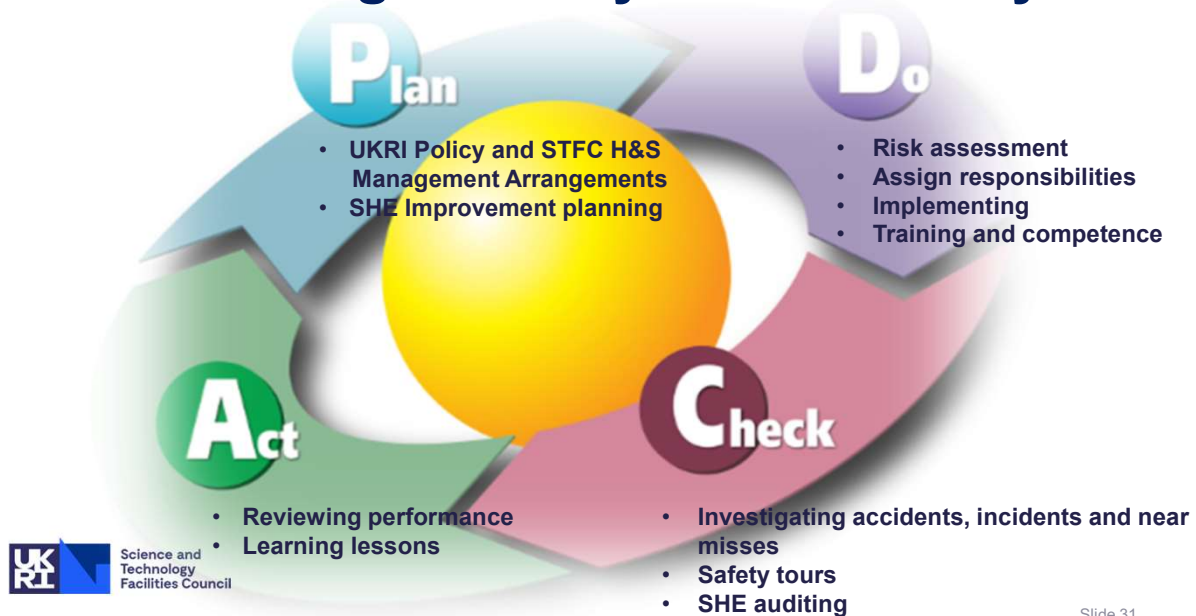 Plan
• UKRI Policy and STFC H&S
Management Arrangements
• SHE Improvement planning
Do
• Risk assessment
• Assign responsibilities
• Implementing
• Training and competence
Act
• Reviewing performance
• Learning lessons
Check
• Investigating accidents, incidents and near
misses
• Safety tours
• SHE auditing
UKRI
Science and
Technology
Facilities Council
Slide 31